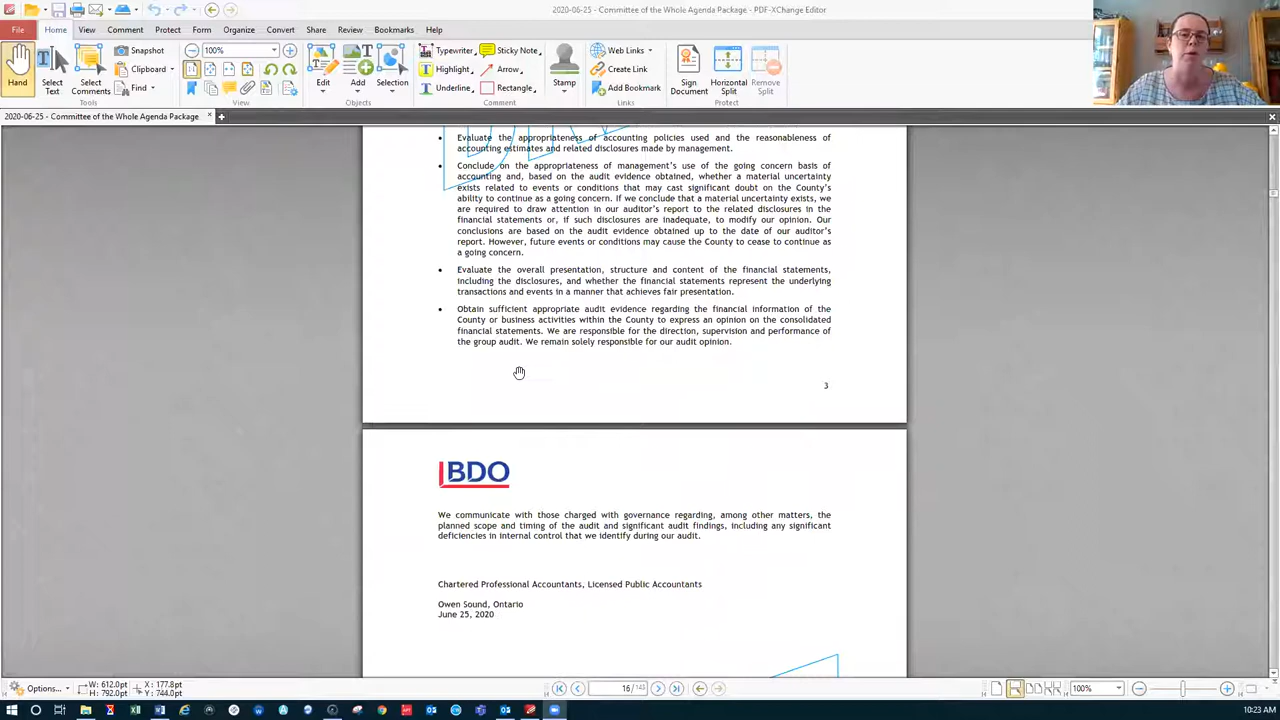 2020-06-25 - Committee of the Whole Agenda Package - PDF-XChange Editor
File Home View Comment Protect Form Organize Convert Share Review Bookmarks Help
Hand
Select Text
Select Comments
Snapshot
Clipboard
Find
Tools
100%
View
Edit
Add
Selection
Objects
Typewriter
Highlight
Underline
Sticky Note
Arrow
Rectangle
Stamp
Comment
Web Links
Create Link
Add Bookmark
Links
Sign Document
Horizontal Split
Remove Split
Protect
2020-06-25 - Committee of the Whole Agenda Package
• Evaluate the appropriateness of accounting policies used and the reasonableness of
accounting estimates and related disclosures made by management.
• Conclude on the appropriateness of management's use of the going concern basis of
accounting and, based on the audit evidence obtained, whether a material uncertainty
exists related to events or conditions that may cast significant doubt on the County's
ability to continue as a going concern. If we conclude that a material uncertainty exists, we
are required to draw attention in our auditor's report to the related disclosures in the
financial statements or, if such disclosures are inadequate, to modify our opinion. Our
conclusions are based on the audit evidence obtained up to the date of our auditor's
report. However, future events or conditions may cause the County to cease to continue as
a going concern.
• Evaluate the overall presentation, structure and content of the financial statements,
including the disclosures, and whether the financial statements represent the underlying
transactions and events in a manner that achieves fair presentation.
• Obtain sufficient appropriate audit evidence regarding the financial information of the
County or business activities within the County to express an opinion on the consolidated
financial statements. We are responsible for the direction, supervision and performance of
the group audit. We remain solely responsible for our audit opinion.
3
BDO
We communicate with those charged with governance regarding, among other matters, the
planned scope and timing of the audit and significant audit findings, including any significant
deficiencies in internal control that we identify during our audit.
Chartered Professional Accountants, Licensed Public Accountants
Owen Sound, Ontario
June 25, 2020
Options...
W: 612.0pt
H: 792.0pt
X: 177.8pt
Y: 744.0pt
16 / 143
100%
10:23 AM